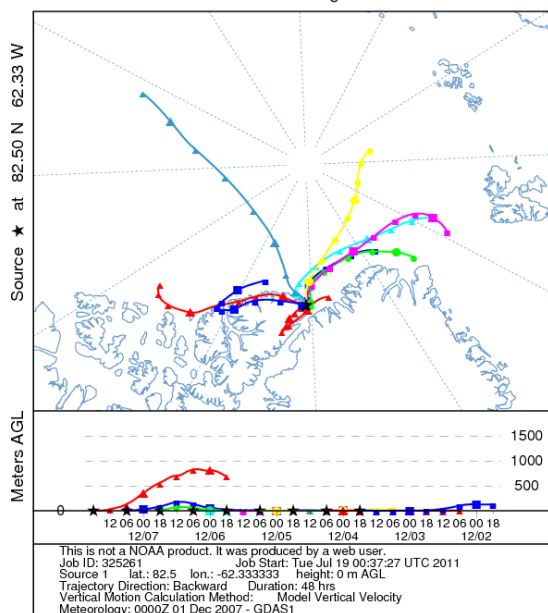 Source ★ at 82.50 N 62.33 W
Meters AGL
1500
1000
500
0
12 06 00 18 12 06 00 18 12 06 00 18 12 06 00 18 12 06 00 18 12 06 00 18
12/07 12/06 12/05 12/04 12/03 12/02
This is not a NOAA product. It was produced by a web user.
Job ID: 325261 Job Start: Tue Jul 19 00:37:27 UTC 2011
Source 1 lat.: 82.5 lon.: -62.333333 height: 0 m AGL
Trajectory Direction: Backward Duration: 48 hrs
Vertical Motion Calculation Method: Model Vertical Velocity
Meteorology: 0000Z 01 Dec 2007 - GDAS1